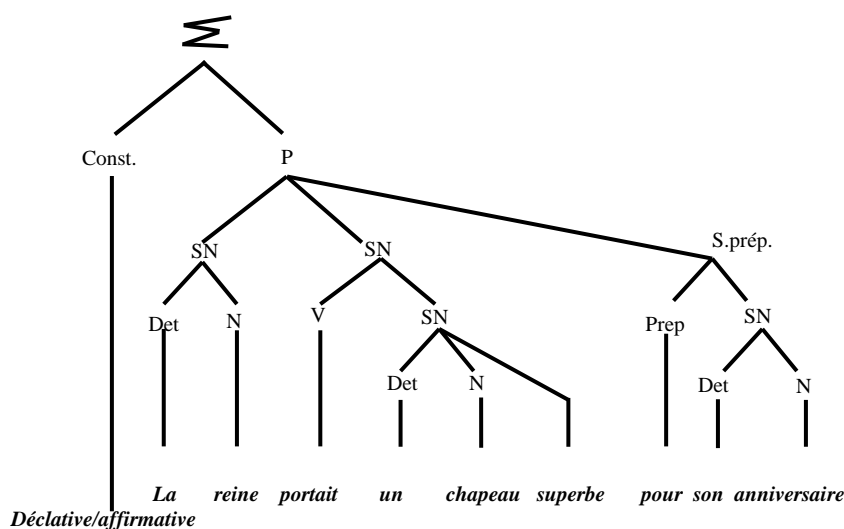 Σ
Const. P
S.prép.
SN SN
Det N V SN Prep SN
Det N Det N
La reine portait un chapeau superbe pour son anniversaire
Déclative/affirmative